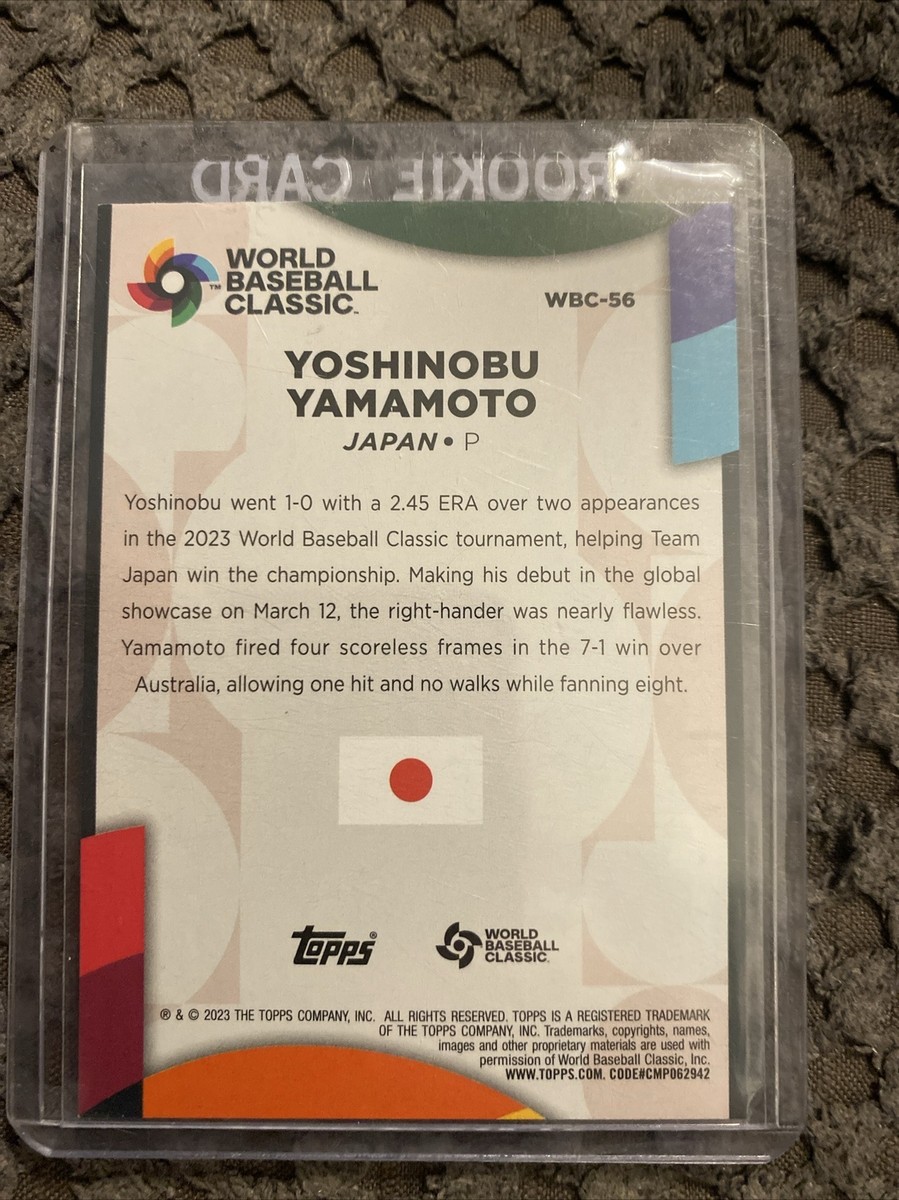 ROOKIE CARD
WORLD
BASEBALL
CLASSIC™
WBC-56
YOSHINOBU
YAMAMOTO
JAPAN • P
Yoshinobu went 1-0 with a 2.45 ERA over two appearances
in the 2023 World Baseball Classic tournament, helping Team
Japan win the championship. Making his debut in the global
showcase on March 12, the right-hander was nearly flawless.
Yamamoto fired four scoreless frames in the 7-1 win over
Australia, allowing one hit and no walks while fanning eight.
topps®
WORLD
BASEBALL
CLASSIC
® & © 2023 THE TOPPS COMPANY, INC. ALL RIGHTS RESERVED. TOPPS IS A REGISTERED TRADEMARK
OF THE TOPPS COMPANY, INC. Trademarks, copyrights, names,
images and other proprietary materials are used with
permission of World Baseball Classic, Inc.
WWW.TOPPS.COM. CODE#CMP062942